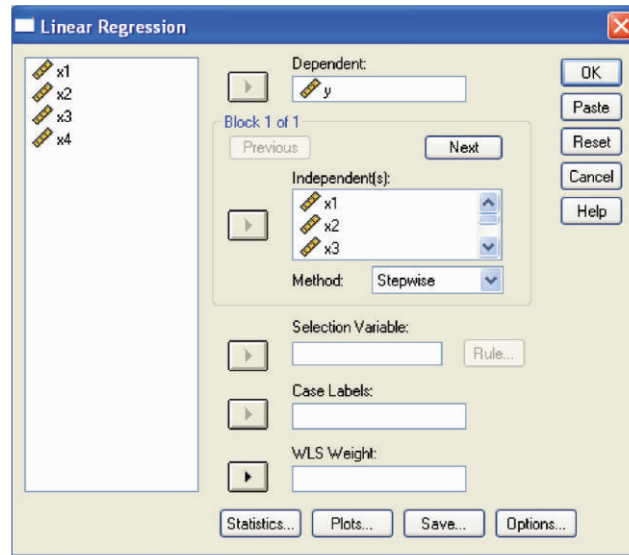 Linear Regression
x1
x2
x3
x4
Dependent:
y
Block 1 of 1
Previous
Next
Independent(s):
x1
x2
x3
Method:
Stepwise
Selection Variable:
Rule...
Case Labels:
WLS Weight:
Statistics...
Plots...
Save...
Options...
OK
Paste
Reset
Cancel
Help